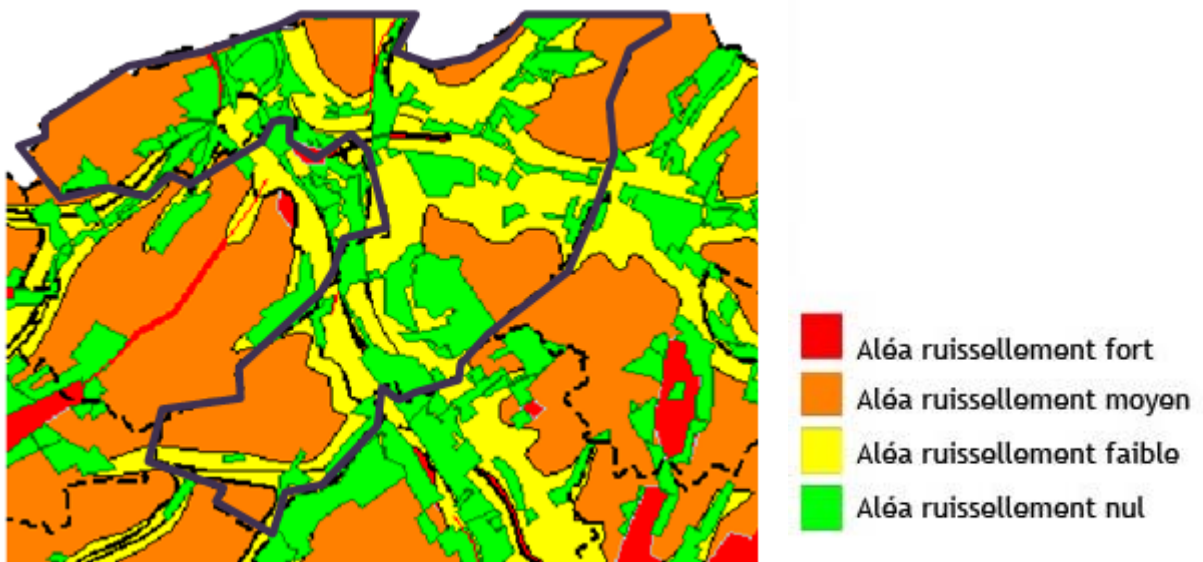 Aléa ruissellement fort
Aléa ruissellement moyen
Aléa ruissellement faible
Aléa ruissellement nul